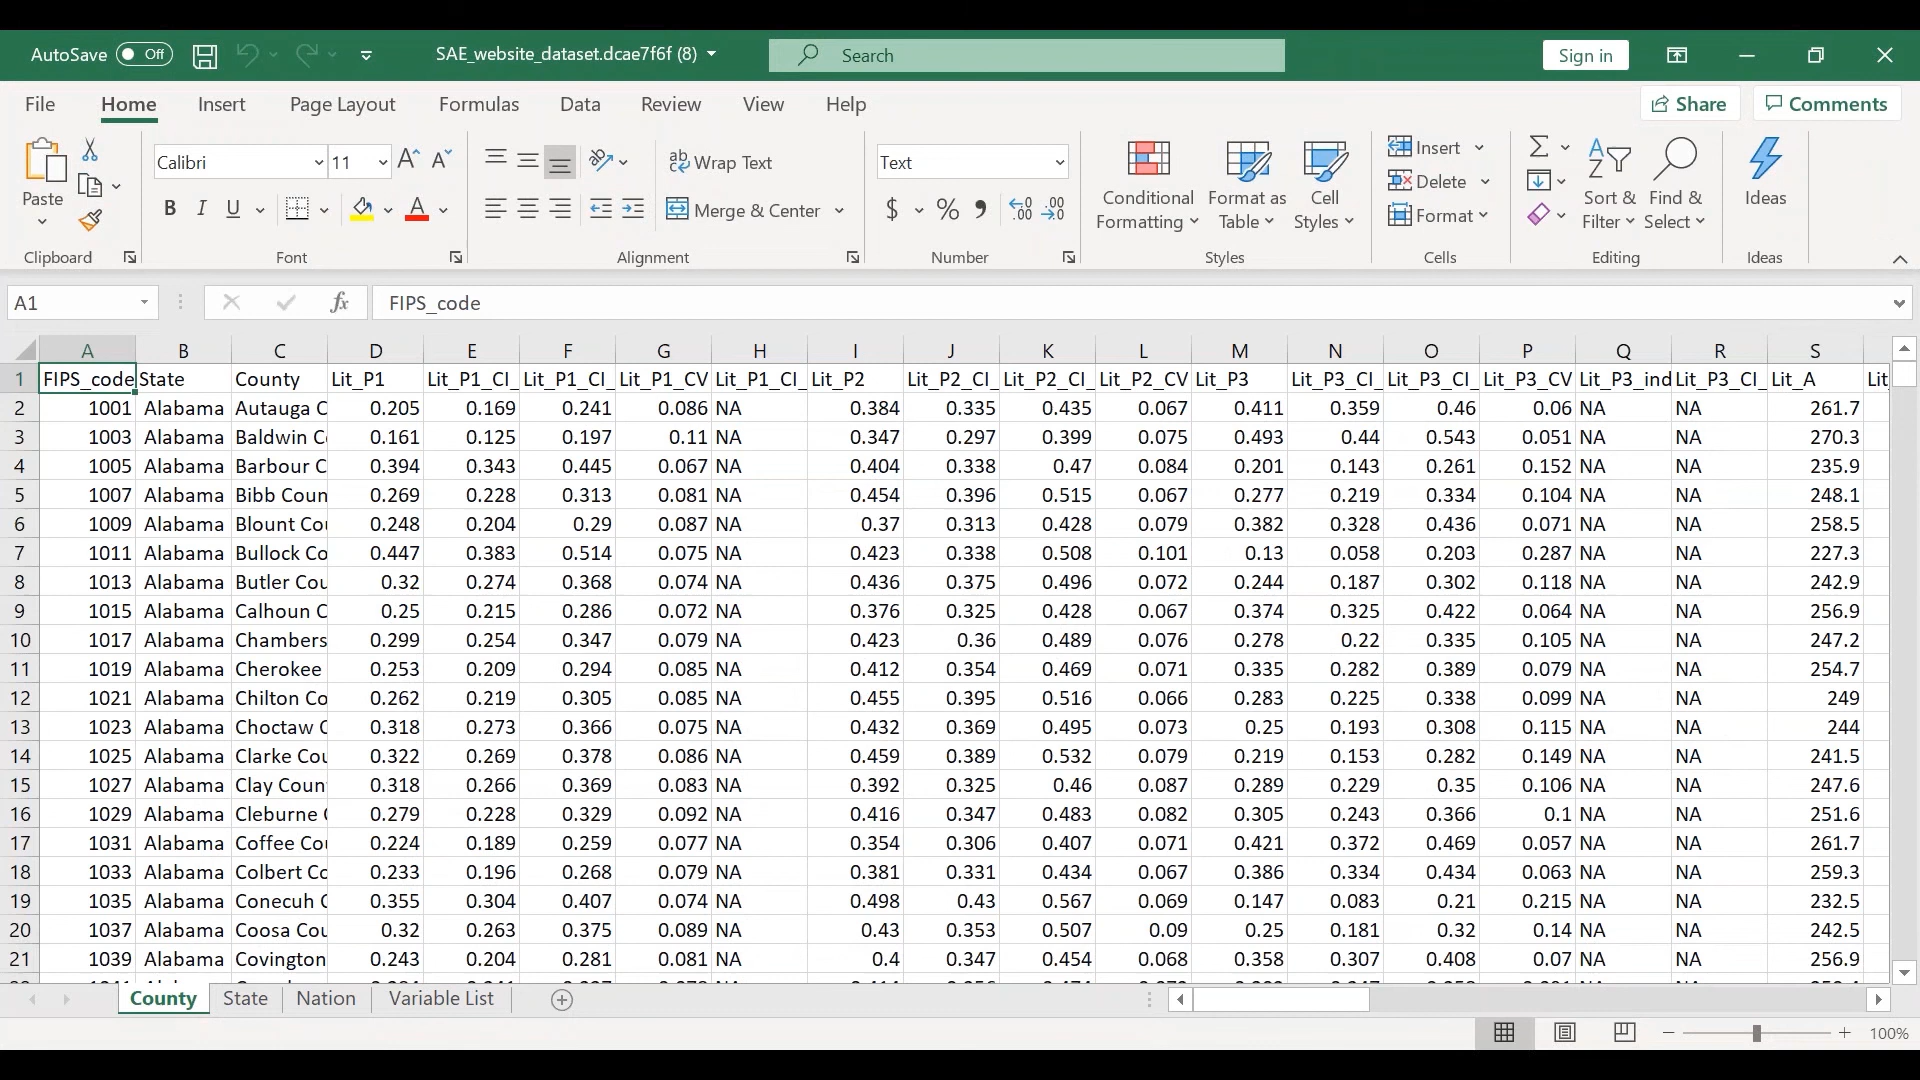 AutoSave Off SAE_website_dataset.dcae7f6f (8) Search Sign in
File Home Insert Page Layout Formulas Data Review View Help Share Comments
Paste Calibri 11 Wrap Text Text Conditional Formatting Format as Table Cell Styles Insert Sort & Filter Find & Select Ideas
B I U Merge & Center $ % Delete
Format
Clipboard Font Alignment Number Styles Cells Editing Ideas
A1 fx FIPS_code
A B C D E F G H I J K L M N O P Q R S
1 FIPS_code State County Lit_P1 Lit_P1_CI_ Lit_P1_CI_ Lit_P1_CV Lit_P1_CI_ Lit_P2 Lit_P2_CI_ Lit_P2_CI_ Lit_P2_CV Lit_P3 Lit_P3_CI_ Lit_P3_CI_ Lit_P3_CV Lit_P3_ind Lit_P3_CI_ Lit_A Lit
2 1001 Alabama Autauga C 0.205 0.169 0.241 0.086 NA 0.384 0.335 0.435 0.067 0.411 0.359 0.46 0.06 NA NA 261.7
3 1003 Alabama Baldwin C 0.161 0.125 0.197 0.11 NA 0.347 0.297 0.399 0.075 0.493 0.44 0.543 0.051 NA NA 270.3
4 1005 Alabama Barbour C 0.394 0.343 0.445 0.067 NA 0.404 0.338 0.47 0.084 0.201 0.143 0.261 0.152 NA NA 235.9
5 1007 Alabama Bibb Coun 0.269 0.228 0.313 0.081 NA 0.454 0.396 0.515 0.067 0.277 0.219 0.334 0.104 NA NA 248.1
6 1009 Alabama Blount Cou 0.248 0.204 0.29 0.087 NA 0.37 0.313 0.428 0.079 0.382 0.328 0.436 0.071 NA NA 258.5
7 1011 Alabama Bullock Co 0.447 0.383 0.514 0.075 NA 0.423 0.338 0.508 0.101 0.13 0.058 0.203 0.287 NA NA 227.3
8 1013 Alabama Butler Cou 0.32 0.274 0.368 0.074 NA 0.436 0.375 0.496 0.072 0.244 0.187 0.302 0.118 NA NA 242.9
9 1015 Alabama Calhoun C 0.25 0.215 0.286 0.072 NA 0.376 0.325 0.428 0.067 0.374 0.325 0.422 0.064 NA NA 256.9
10 1017 Alabama Chambers 0.299 0.254 0.347 0.079 NA 0.423 0.36 0.489 0.076 0.278 0.22 0.335 0.105 NA NA 247.2
11 1019 Alabama Cherokee 0.253 0.209 0.294 0.085 NA 0.412 0.354 0.469 0.071 0.335 0.282 0.389 0.079 NA NA 254.7
12 1021 Alabama Chilton Co 0.262 0.219 0.305 0.085 NA 0.455 0.395 0.516 0.066 0.283 0.225 0.338 0.099 NA NA 249
13 1023 Alabama Choctaw C 0.318 0.273 0.366 0.075 NA 0.432 0.369 0.495 0.073 0.25 0.193 0.308 0.115 NA NA 244
14 1025 Alabama Clarke Cou 0.322 0.269 0.378 0.086 NA 0.459 0.389 0.532 0.079 0.219 0.153 0.282 0.149 NA NA 241.5
15 1027 Alabama Clay Coun 0.318 0.266 0.369 0.083 NA 0.392 0.325 0.46 0.087 0.289 0.229 0.35 0.106 NA NA 247.6
16 1029 Alabama Cleburne 0.279 0.228 0.329 0.092 NA 0.416 0.347 0.483 0.082 0.305 0.243 0.366 0.1 NA NA 251.6
17 1031 Alabama Coffee Cou 0.224 0.189 0.259 0.077 NA 0.354 0.306 0.407 0.071 0.421 0.372 0.469 0.057 NA NA 261.7
18 1033 Alabama Colbert Co 0.233 0.196 0.268 0.079 NA 0.381 0.331 0.434 0.067 0.386 0.334 0.434 0.063 NA NA 259.3
19 1035 Alabama Conecuh C 0.355 0.304 0.407 0.074 NA 0.498 0.43 0.567 0.069 0.147 0.083 0.21 0.215 NA NA 232.5
20 1037 Alabama Coosa Cou 0.32 0.263 0.375 0.089 NA 0.43 0.353 0.507 0.09 0.25 0.181 0.32 0.14 NA NA 242.5
21 1039 Alabama Covington 0.243 0.204 0.281 0.081 NA 0.4 0.347 0.454 0.068 0.358 0.307 0.408 0.07 NA NA 256.9
County State Nation Variable List
100%